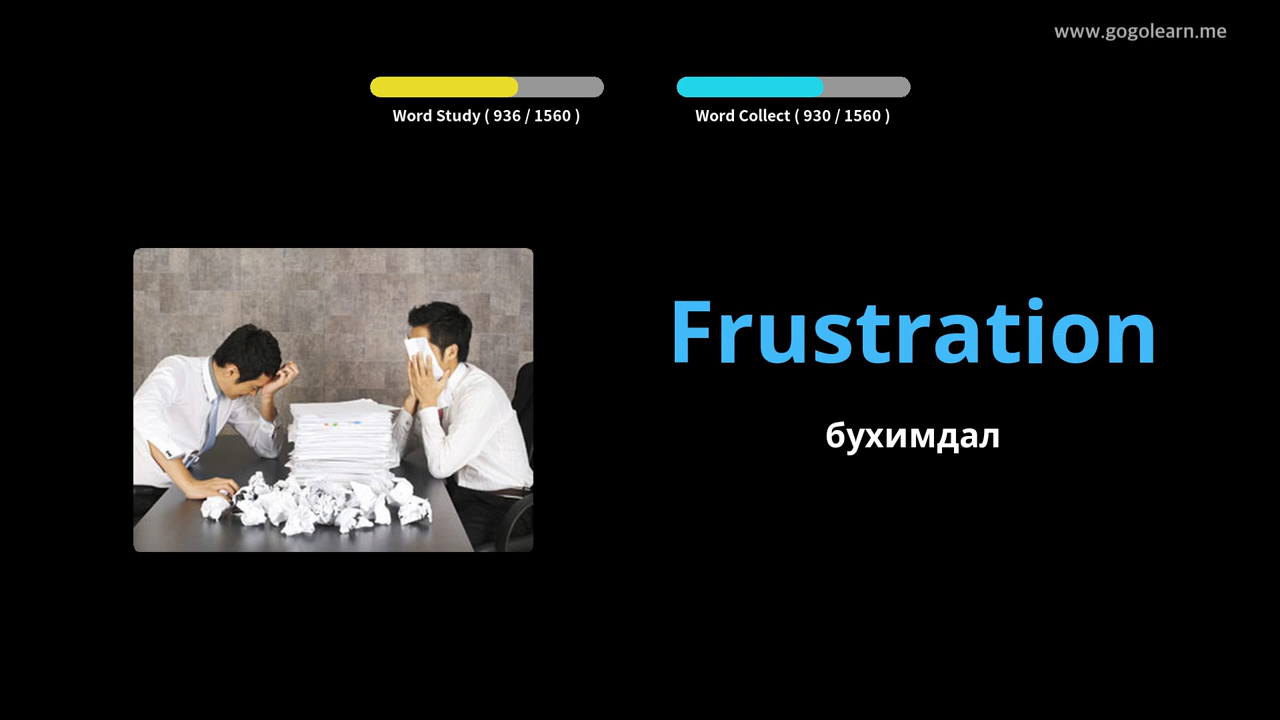 www.gogolearn.me
Word Study ( 936 / 1560 )
Word Collect ( 930 / 1560 )
Frustration
бухимдал